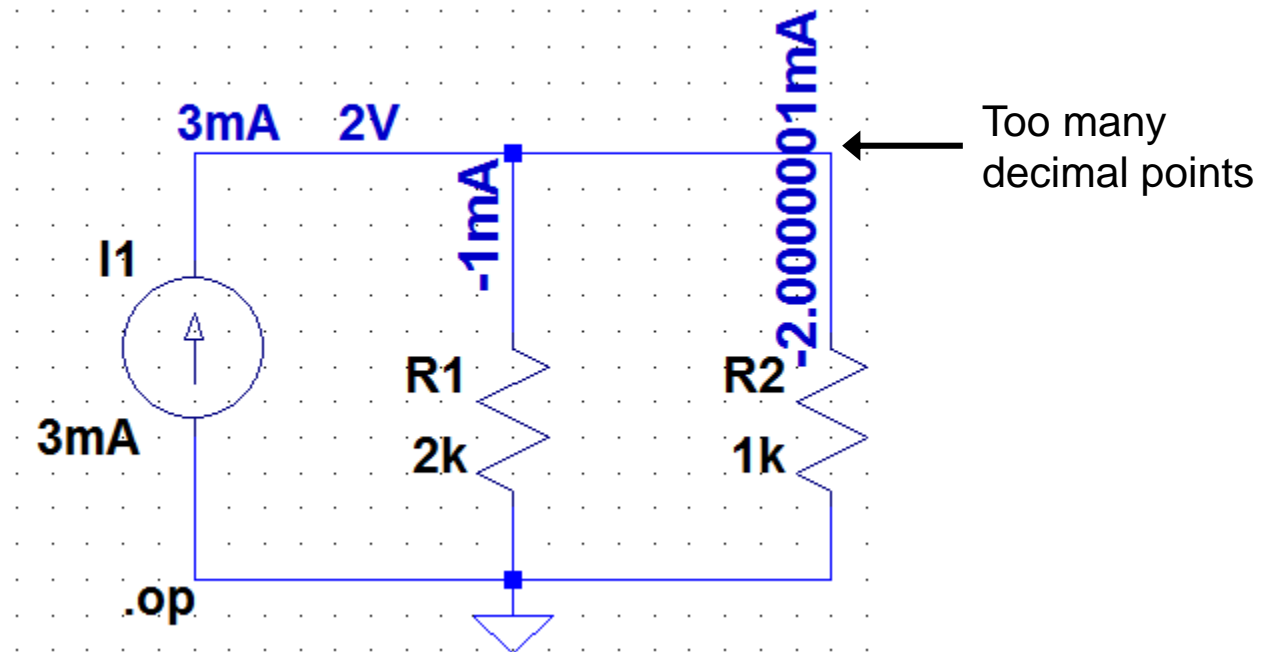 3mA
2V
-1mA
-2.0000001mA
Too many
decimal points
I1
3mA
R1
2k
R2
1k
.op